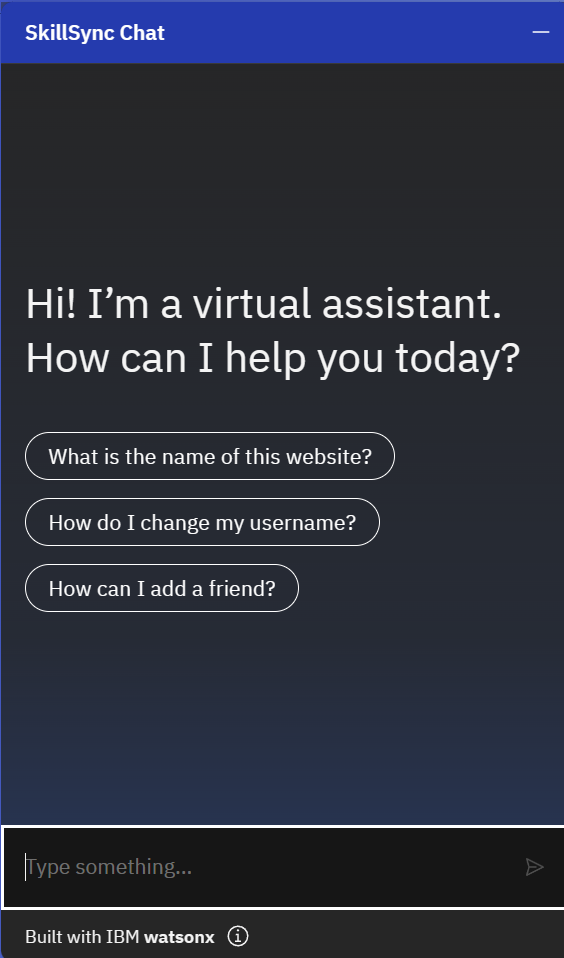 SkillSync Chat
Hi! I’m a virtual assistant.
How can I help you today?
What is the name of this website?
How do I change my username?
How can I add a friend?
Type something...
Built with IBM watsonx